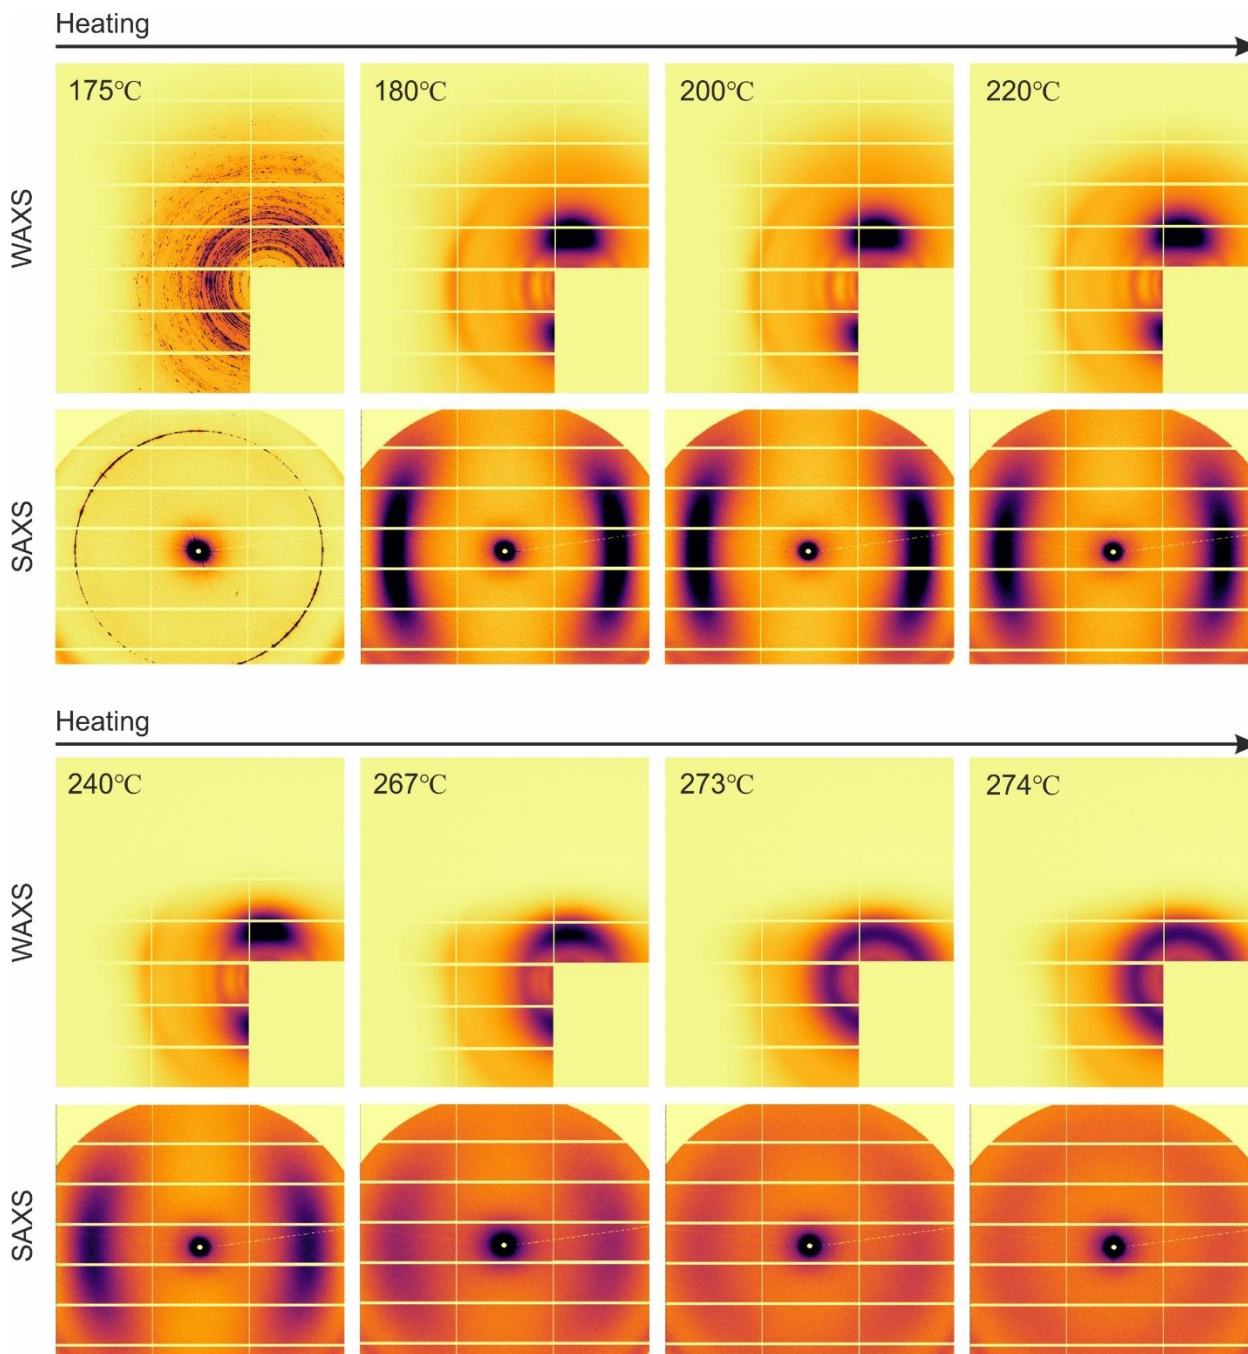 Heating
175℃ 180℃ 200℃ 220℃
WAXS
SAXS
Heating
240℃ 267℃ 273℃ 274℃
WAXS
SAXS